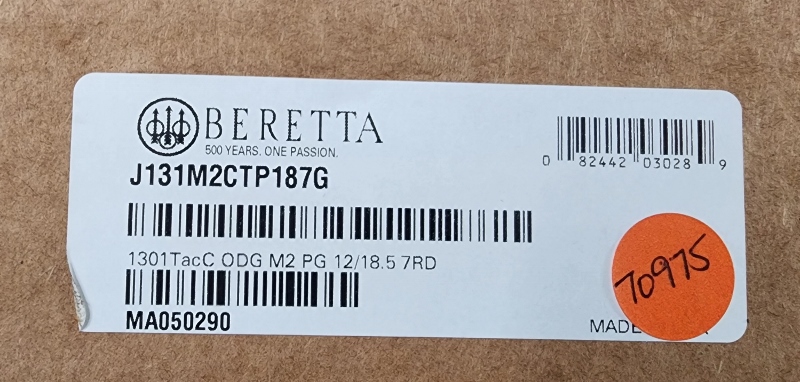 BERETTA
500 YEARS. ONE PASSION.
J131M2CTP187G
0 82442 03028 9
1301TacC ODG M2 PG 12/18.5 7RD
70975
MA050290
MADE